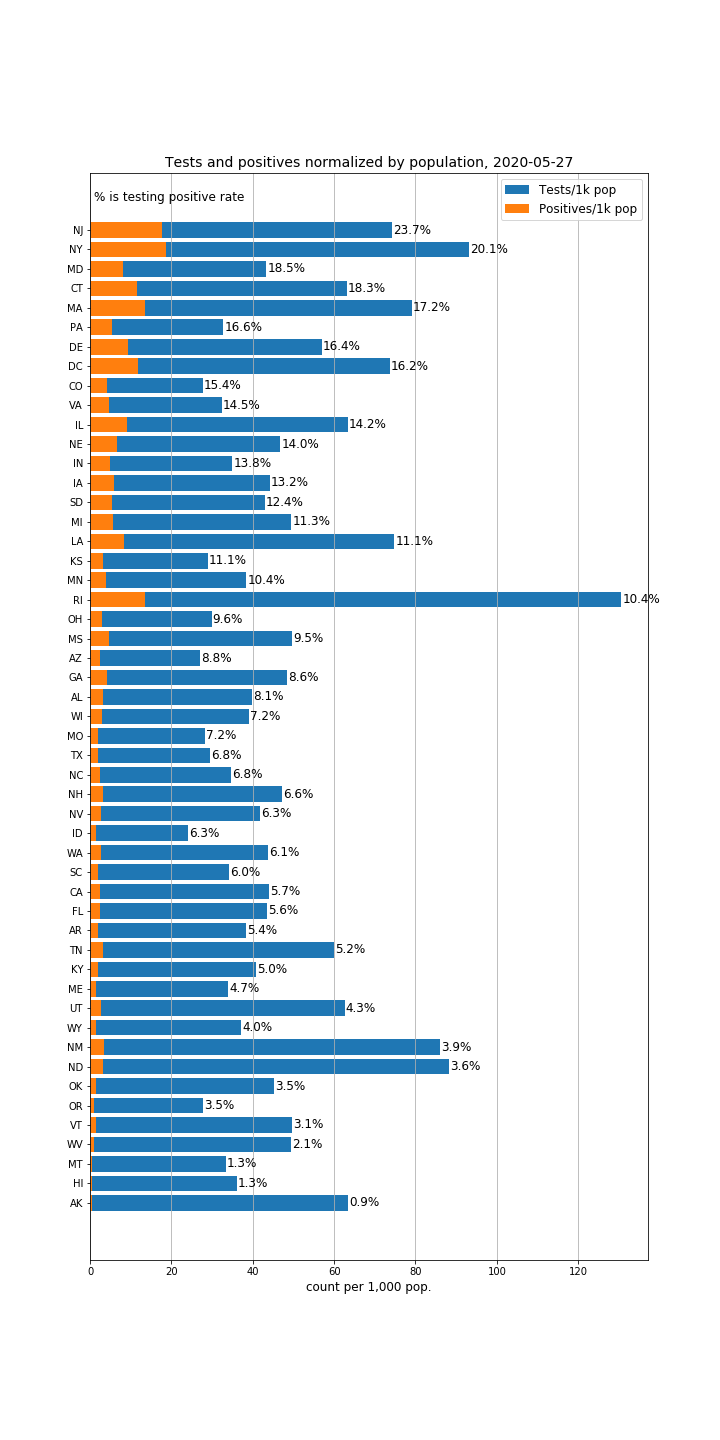 Tests and positives normalized by population, 2020-05-27
% is testing positive rate
Tests/1k pop
Positives/1k pop
NJ 23.7%
NY 20.1%
MD 18.5%
CT 18.3%
MA 17.2%
PA 16.6%
DE 16.4%
DC 16.2%
CO 15.4%
VA 14.5%
IL 14.2%
NE 14.0%
IN 13.8%
IA 13.2%
SD 12.4%
MI 11.3%
LA 11.1%
KS 11.1%
MN 10.4%
RI 10.4%
OH 9.6%
MS 9.5%
AZ 8.8%
GA 8.6%
AL 8.1%
WI 7.2%
MO 7.2%
TX 6.8%
NC 6.8%
NH 6.6%
NV 6.3%
ID 6.3%
WA 6.1%
SC 6.0%
CA 5.7%
FL 5.6%
AR 5.4%
TN 5.2%
KY 5.0%
ME 4.7%
UT 4.3%
WY 4.0%
NM 3.9%
ND 3.6%
OK 3.5%
OR 3.5%
VT 3.1%
WV 2.1%
MT 1.3%
HI 1.3%
AK 0.9%
0 20 40 60 80 100 120
count per 1,000 pop.